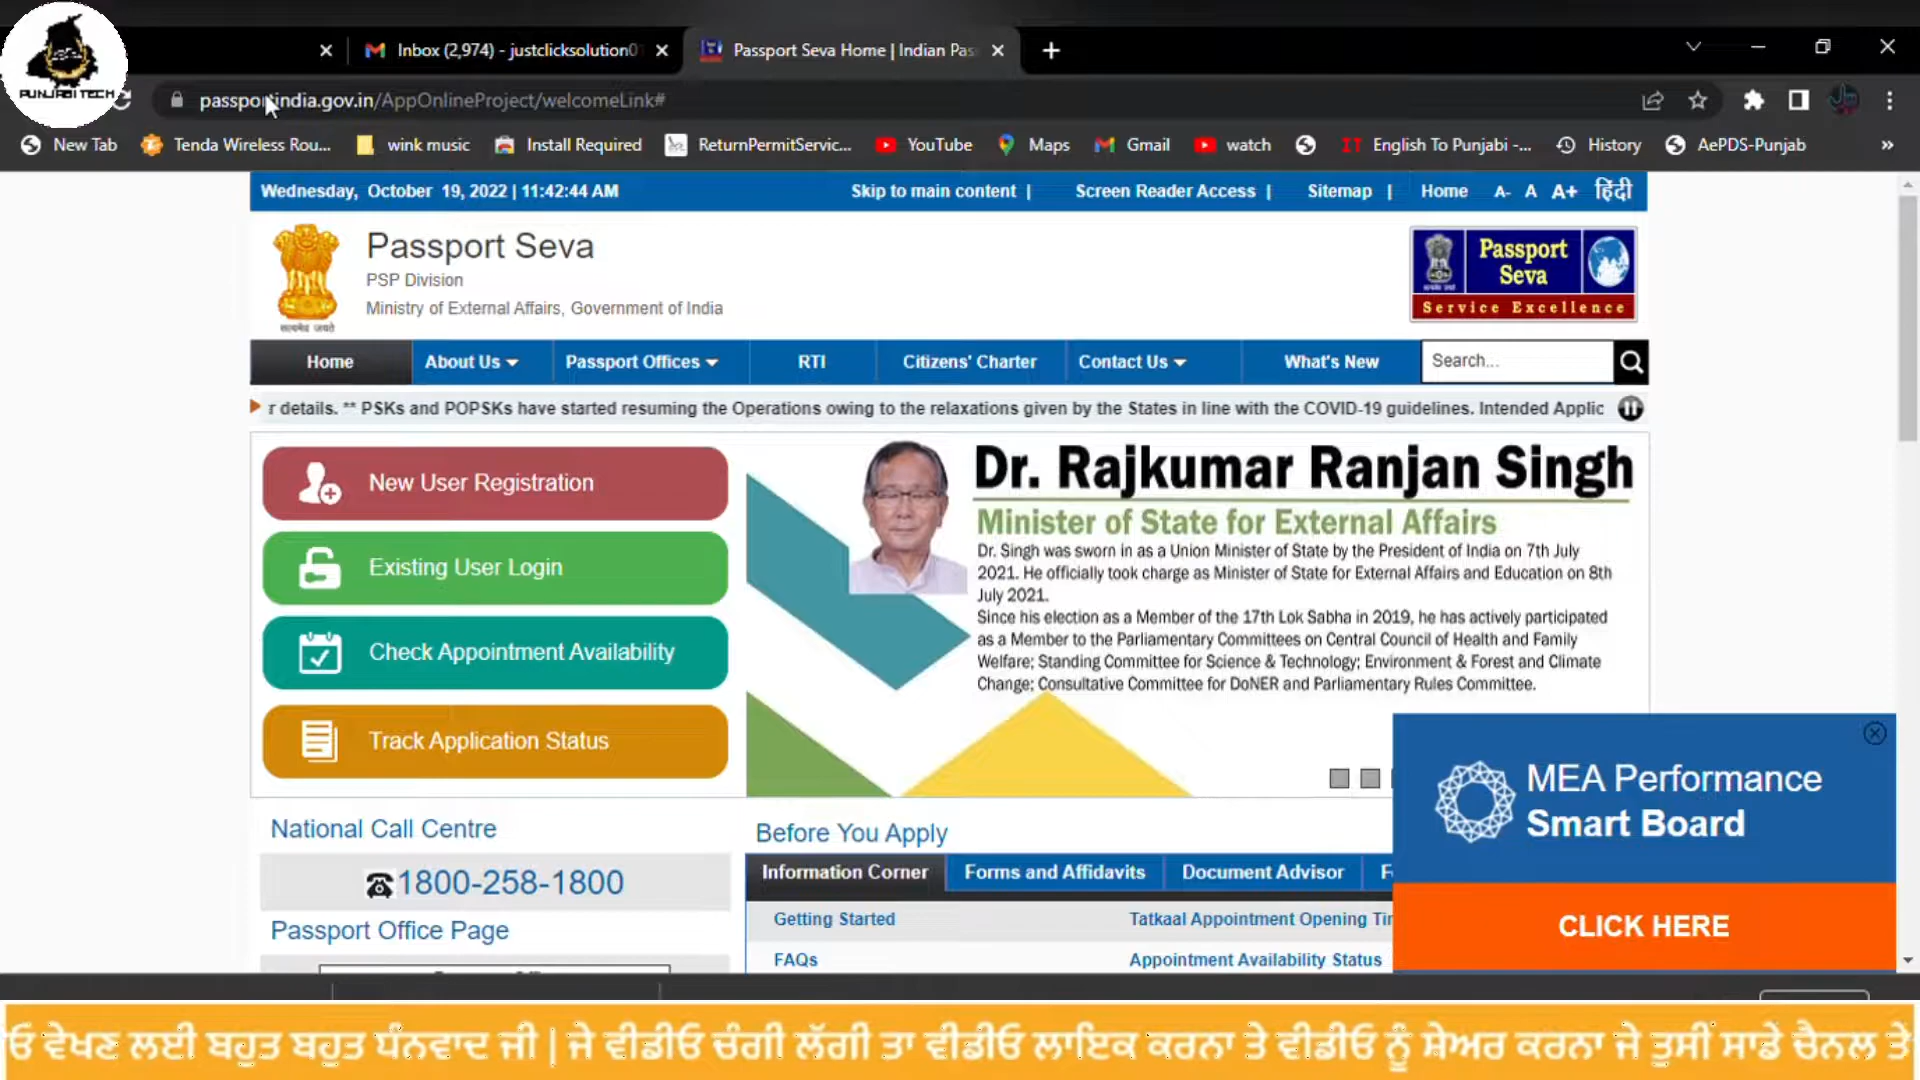 Inbox (2,974) - justclicksolution0
Passport Seva Home | Indian Pas
PUNJABI TECH
passportindia.gov.in/AppOnlineProject/welcomeLink#
New Tab
Tenda Wireless Rou...
wink music
Install Required
ReturnPermitServic...
YouTube
Maps
Gmail
watch
English To Punjabi -...
History
AePDS-Punjab
»
Wednesday, October 19, 2022 | 11:42:44 AM
Skip to main content |
Screen Reader Access |
Sitemap |
Home
A-
A
A+
हिंदी
Passport Seva
PSP Division
Ministry of External Affairs, Government of India
सत्यमेव जयते
Passport
Seva
Service Excellence
Home
About Us
Passport Offices
RTI
Citizens' Charter
Contact Us
What's New
Search...
r details. ** PSKs and POPSKs have started resuming the Operations owing to the relaxations given by the States in line with the COVID-19 guidelines. Intended Applic
New User Registration
Existing User Login
Check Appointment Availability
Track Application Status
Dr. Rajkumar Ranjan Singh
Minister of State for External Affairs
Dr. Singh was sworn in as a Union Minister of State by the President of India on 7th July
2021. He officially took charge as Minister of State for External Affairs and Education on 8th
July 2021.
Since his election as a Member of the 17th Lok Sabha in 2019, he has actively participated
as a Member to the Parliamentary Committees on Central Council of Health and Family
Welfare; Standing Committee for Science & Technology; Environment & Forest and Climate
Change; Consultative Committee for DoNER and Parliamentary Rules Committee.
MEA Performance
Smart Board
CLICK HERE
National Call Centre
1800-258-1800
Passport Office Page
Before You Apply
Information Corner
Forms and Affidavits
Document Advisor
Getting Started
Tatkaal Appointment Opening Tir
FAQs
Appointment Availability Status
ਓ ਵੇਖਣ ਲਈ ਬਹੁਤ ਬਹੁਤ ਧੰਨਵਾਦ ਜੀ | ਜੇ ਵੀਡੀਓ ਚੰਗੀ ਲੱਗੀ ਤਾ ਵੀਡੀਓ ਲਾਇਕ ਕਰਨਾ ਤੇ ਵੀਡੀਓ ਨੂੰ ਸ਼ੇਅਰ ਕਰਨਾ ਜੇ ਤੁਸੀਂ ਸਾਡੇ ਚੈਨਲ ਤੇ